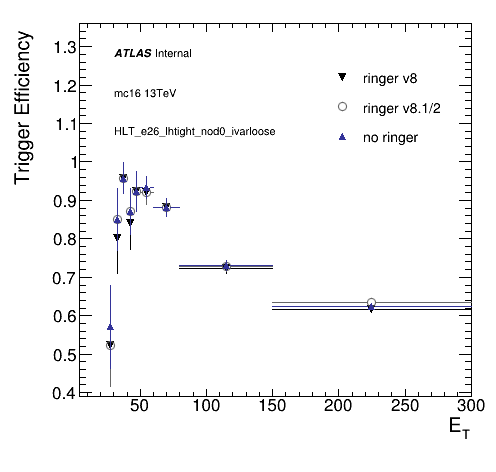 Trigger Efficiency
1.3
1.2
1.1
1
0.9
0.8
0.7
0.6
0.5
0.4
ATLAS Internal
mc16 13TeV
HLT_e26_lhtight_nod0_ivarloose
ringer v8
ringer v8.1/2
no ringer
50 100 150 200 250 300
E_T